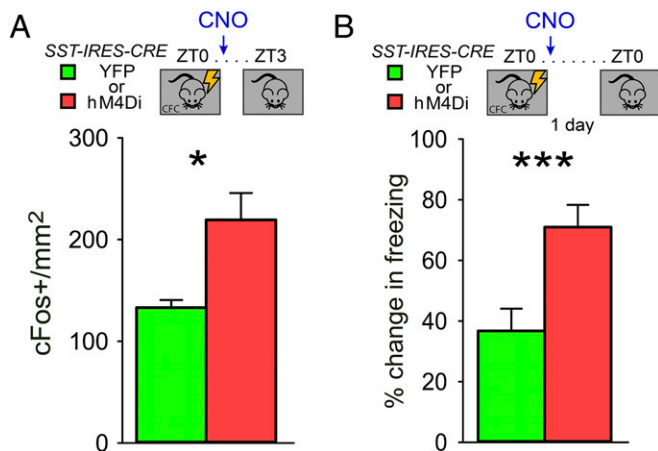 A
CNO
SST-IRES-CRE ZT0 . . . . . ZT3
YFP
or
hM4Di
CFC
300
200
100
0
cFos+/mm²
*
B
CNO
SST-IRES-CRE ZT0 . . . . . . . . ZT0
YFP
or
hM4Di
CFC
1 day
100
80
60
40
20
0
% change in freezing
***